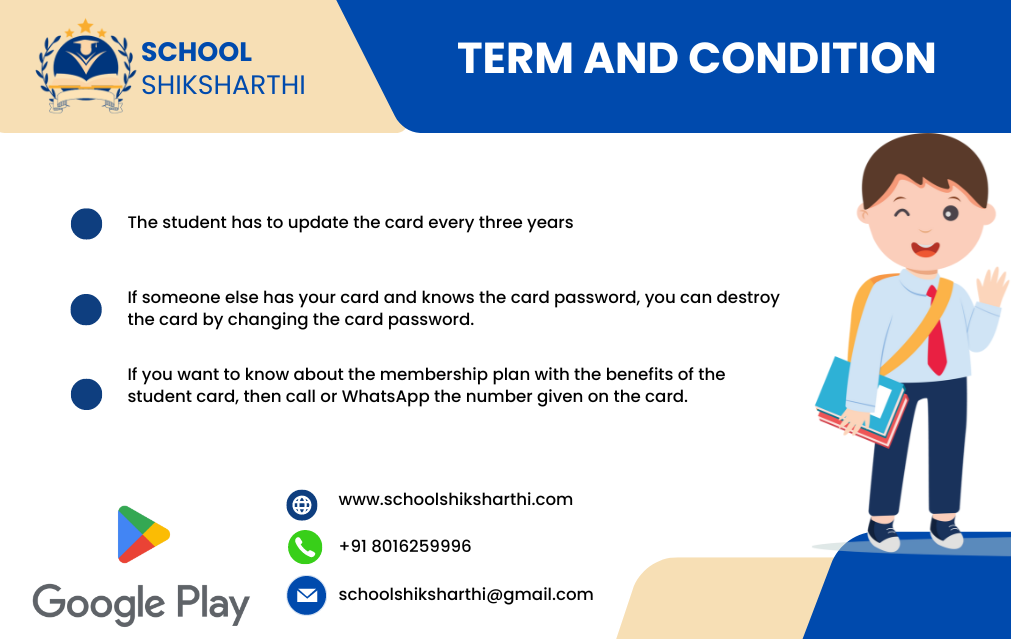 SCHOOL
SHIKSHARTHI
TERM AND CONDITION
The student has to update the card every three years
If someone else has your card and knows the card password, you can destroy
the card by changing the card password.
If you want to know about the membership plan with the benefits of the
student card, then call or WhatsApp the number given on the card.
www.schoolshiksharthi.com
+91 8016259996
schoolshiksharthi@gmail.com
Google Play